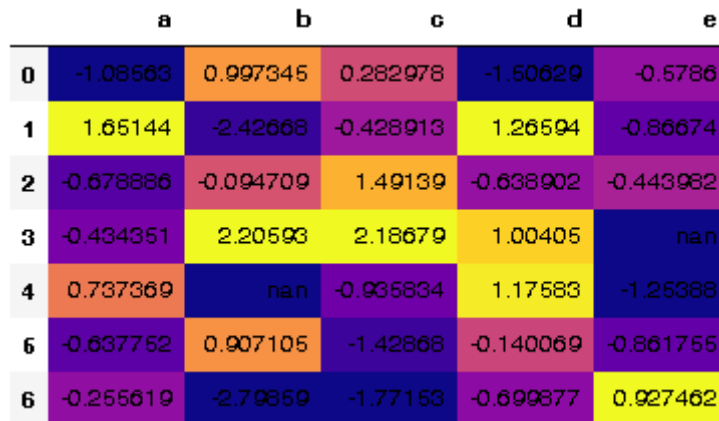 a b c d e
0 -1.08563 0.997345 0.282978 -1.50629 -0.5786
1 1.65144 -2.42668 -0.428913 1.26594 -0.86674
2 -0.678886 -0.094709 1.49139 -0.638902 -0.443982
3 -0.434351 2.20593 2.18679 1.00405 nan
4 0.737369 nan -0.935834 1.17583 -1.25388
5 -0.637752 0.907105 -1.42868 -0.140069 -0.861755
6 -0.255619 -2.79859 -1.77153 -0.699877 0.927462